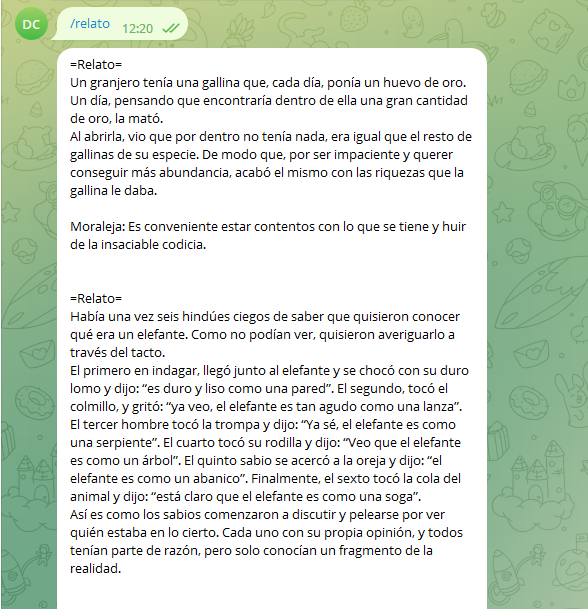 DC
/relato
12:20
=Relato=
Un granjero tenía una gallina que, cada día, ponía un huevo de oro.
Un día, pensando que encontraría dentro de ella una gran cantidad
de oro, la mató.
Al abrirla, vio que por dentro no tenía nada, era igual que el resto de
gallinas de su especie. De modo que, por ser impaciente y querer
conseguir más abundancia, acabó el mismo con las riquezas que la
gallina le daba.
Moraleja: Es conveniente estar contentos con lo que se tiene y huir
de la insaciable codicia.
=Relato=
Había una vez seis hindúes ciegos de saber que quisieron conocer
qué era un elefante. Como no podían ver, quisieron averiguarlo a
través del tacto.
El primero en indagar, llegó junto al elefante y se chocó con su duro
lomo y dijo: “es duro y liso como una pared”. El segundo, tocó el
colmillo, y gritó: “ya veo, el elefante es tan agudo como una lanza”.
El tercer hombre tocó la trompa y dijo: “Ya sé, el elefante es como
una serpiente”. El cuarto tocó su rodilla y dijo: “Veo que el elefante
es como un árbol”. El quinto sabio se acercó a la oreja y dijo: “el
elefante es como un abanico”. Finalmente, el sexto tocó la cola del
animal y dijo: “está claro que el elefante es como una soga”.
Así es como los sabios comenzaron a discutir y pelearse por ver
quién estaba en lo cierto. Cada uno con su propia opinión, y todos
tenían parte de razón, pero solo conocían un fragmento de la
realidad.